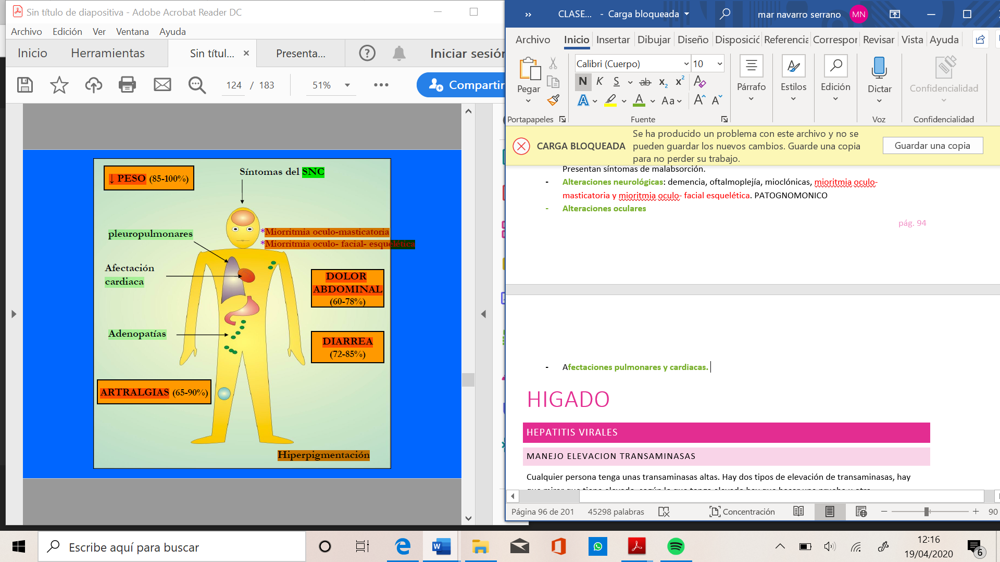 Sin título de diapositiva - Adobe Acrobat Reader DC
Archivo Edición Ver Ventana Ayuda
Inicio Herramientas Sin títul... × Presenta... Iniciar sesión
124 / 183 51% Compartir
↓ PESO (85-100%)
Síntomas del SNC
pleuropulmonares
*Miorritmia oculo-masticatoria
*Miorritmia oculo- facial- esquelética
Afectación
cardiaca
DOLOR
ABDOMINAL
(60-78%)
Adenopatías
DIARREA
(72-85%)
ARTRALGIAS (65-90%)
Hiperpigmentación
CLASE... - Carga bloqueada
mar navarro serrano MN
Archivo Inicio Insertar Dibujar Diseño Disposició Referencia Correspor Revisar Vista Ayuda
Pegar
Calibri (Cuerpo) 10
N K S ab x₂ x²
A A Aa A A
Párrafo Estilos Edición Dictar Confidencialidad
Portapapeles Fuente Voz Confidencialidad
CARGA BLOQUEADA
Se ha producido un problema con este archivo y no se
pueden guardar los nuevos cambios. Guarde una copia
para no perder su trabajo.
Guardar una copia
Presentan síntomas de malabsorción.
- Alteraciones neurológicas: demencia, oftalmoplejía, mioclónicas, mioritmia oculo-
masticatoria y mioritmia oculo- facial esquelética. PATOGNOMONICO
- Alteraciones oculares
pág. 94
- Afectaciones pulmonares y cardiacas.
HIGADO
HEPATITIS VIRALES
MANEJO ELEVACION TRANSAMINASAS
Cualquier persona tenga unas transaminasas altas. Hay dos tipos de elevación de transaminasas, hay
Página 96 de 201 45298 palabras Concentración 90
Escribe aquí para buscar
12:16
19/04/2020
6